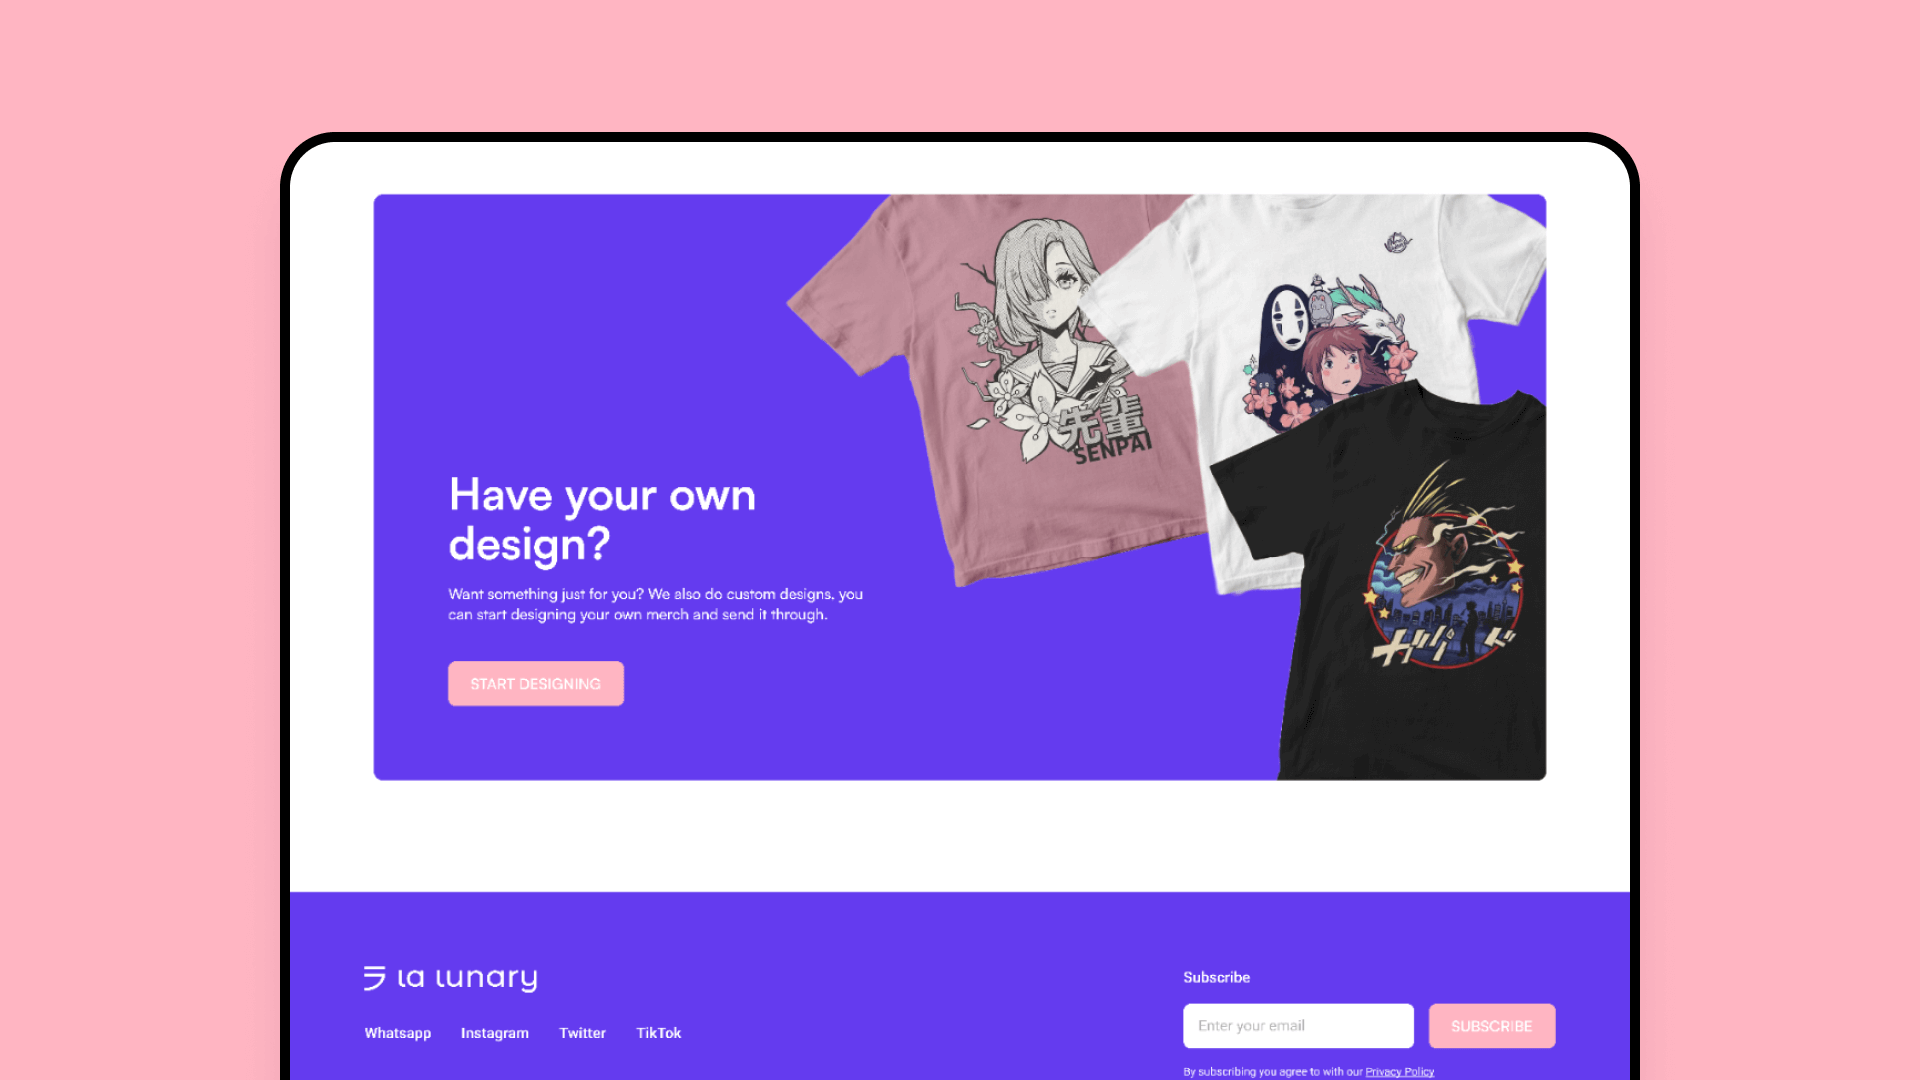 先輩
SENPAI
Have your own
design?
Want something just for you? We also do custom designs. you
can start designing your own merch and send it through.
START DESIGNING
la lunary
Whatsapp Instagram Twitter TikTok
Subscribe
Enter your email
SUBSCRIBE
By subscribing you agree to with our Privacy Policy